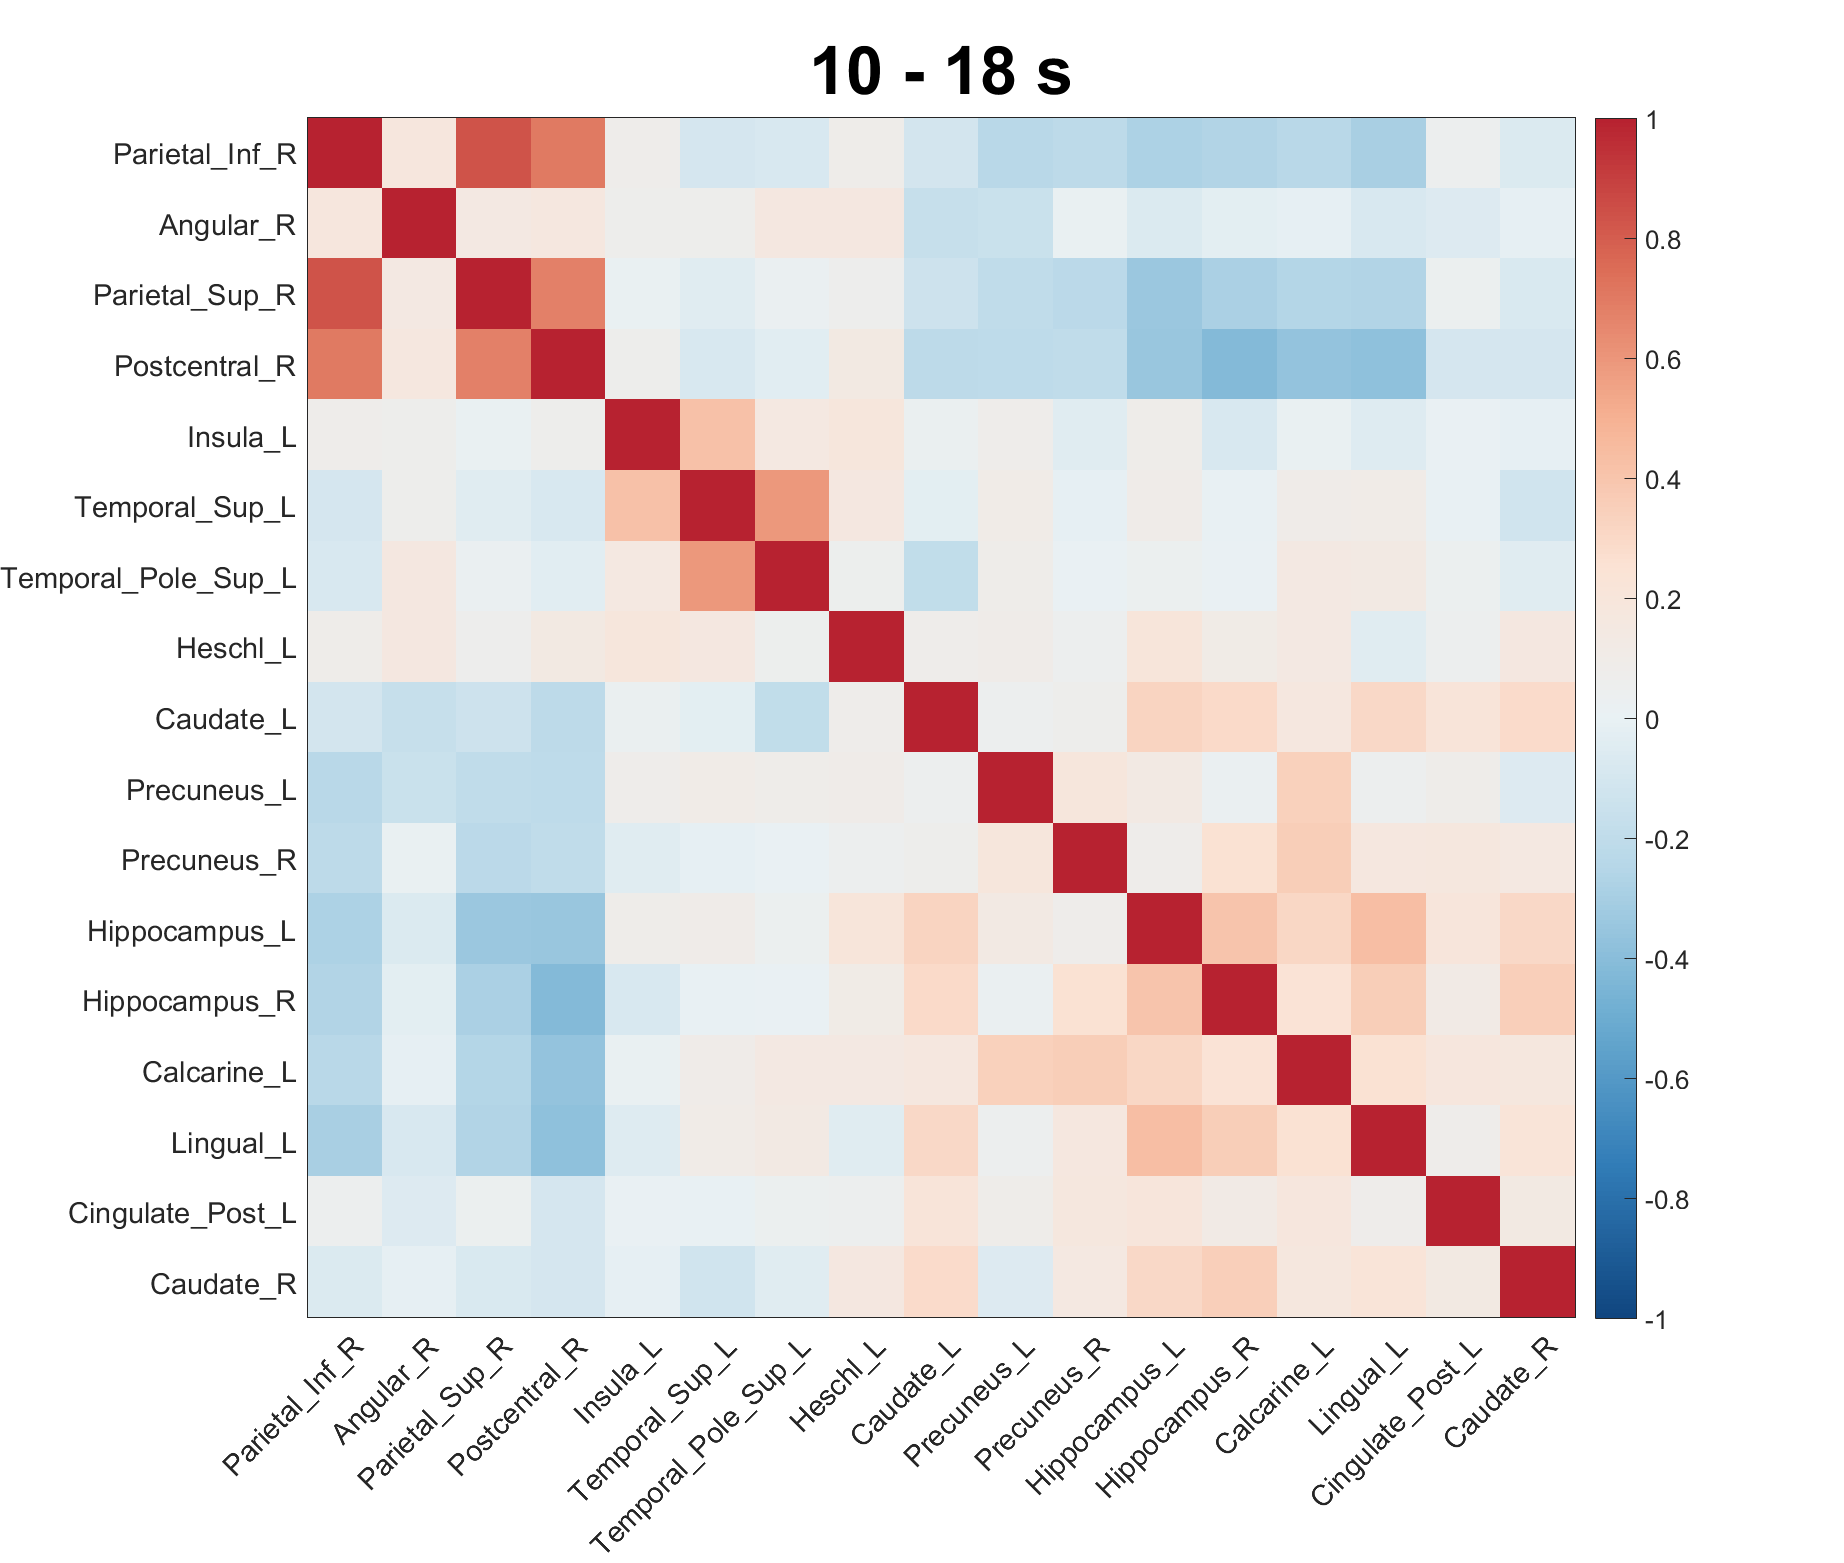 10 - 18 s
Parietal_Inf_R
Angular_R
Parietal_Sup_R
Postcentral_R
Insula_L
Temporal_Sup_L
Temporal_Pole_Sup_L
Heschl_L
Caudate_L
Precuneus_L
Precuneus_R
Hippocampus_L
Hippocampus_R
Calcarine_L
Lingual_L
Cingulate_Post_L
Caudate_R
Parietal_Inf_R
Angular_R
Parietal_Sup_R
Postcentral_R
Insula_L
Temporal_Sup_L
Temporal_Pole_Sup_L
Heschl_L
Caudate_L
Precuneus_L
Precuneus_R
Hippocampus_L
Hippocampus_R
Calcarine_L
Lingual_L
Cingulate_Post_L
Caudate_R
1
0.8
0.6
0.4
0.2
0
-0.2
-0.4
-0.6
-0.8
-1